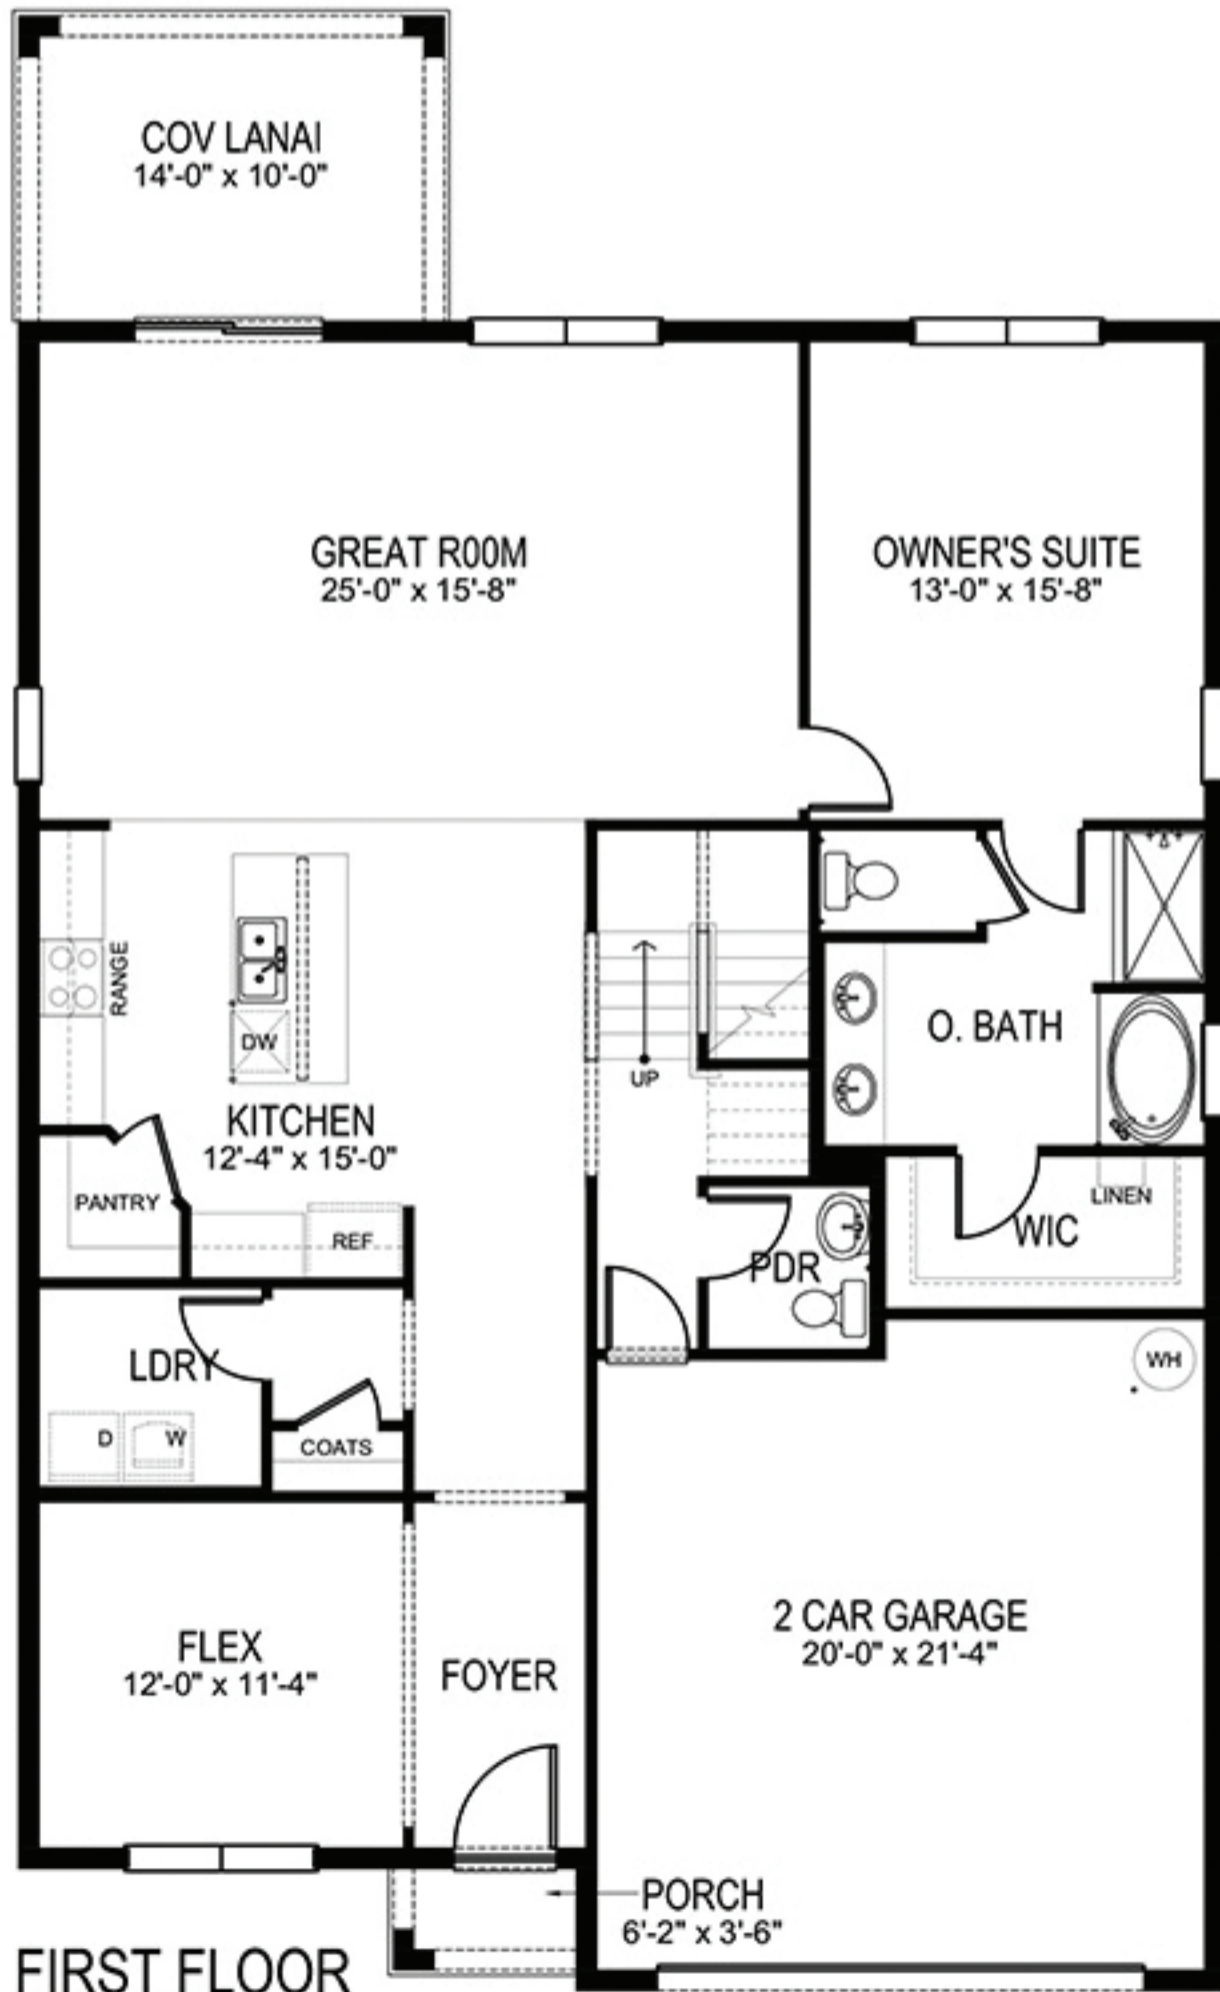 COV LANAI
14'-0" x 10'-0"
GREAT R00M
25'-0" x 15'-8"
OWNER'S SUITE
13'-0" x 15'-8"
RANGE
DW
UP
O. BATH
KITCHEN
12'-4" x 15'-0"
PANTRY
REF
LINEN
WIC
PDR
LDRY
WH
D
W
COATS
2 CAR GARAGE
20'-0" x 21'-4"
FLEX
12'-0" x 11'-4"
FOYER
PORCH
6'-2" x 3'-6"
FIRST FLOOR